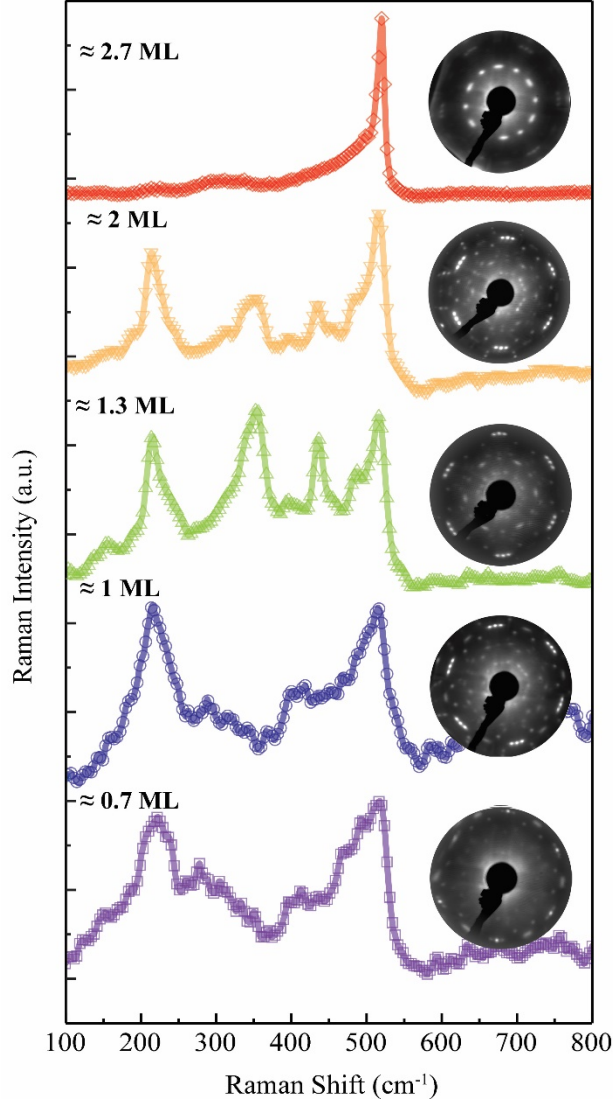 ≈ 2.7 ML
≈ 2 ML
≈ 1.3 ML
≈ 1 ML
≈ 0.7 ML
Raman Intensity (a.u.)
100 200 300 400 500 600 700 800
Raman Shift (cm⁻¹)